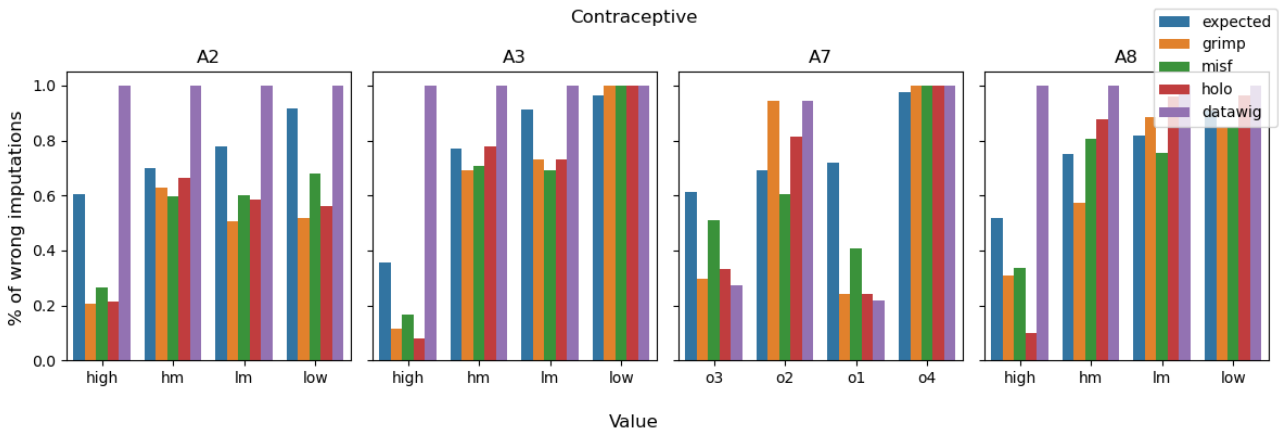 Contraceptive
expected
grimp
misf
holo
datawig
A2
A3
A7
A8
% of wrong imputations
1.0
0.8
0.6
0.4
0.2
0.0
high hm lm low
high hm lm low
o3 o2 o1 o4
high hm lm low
Value